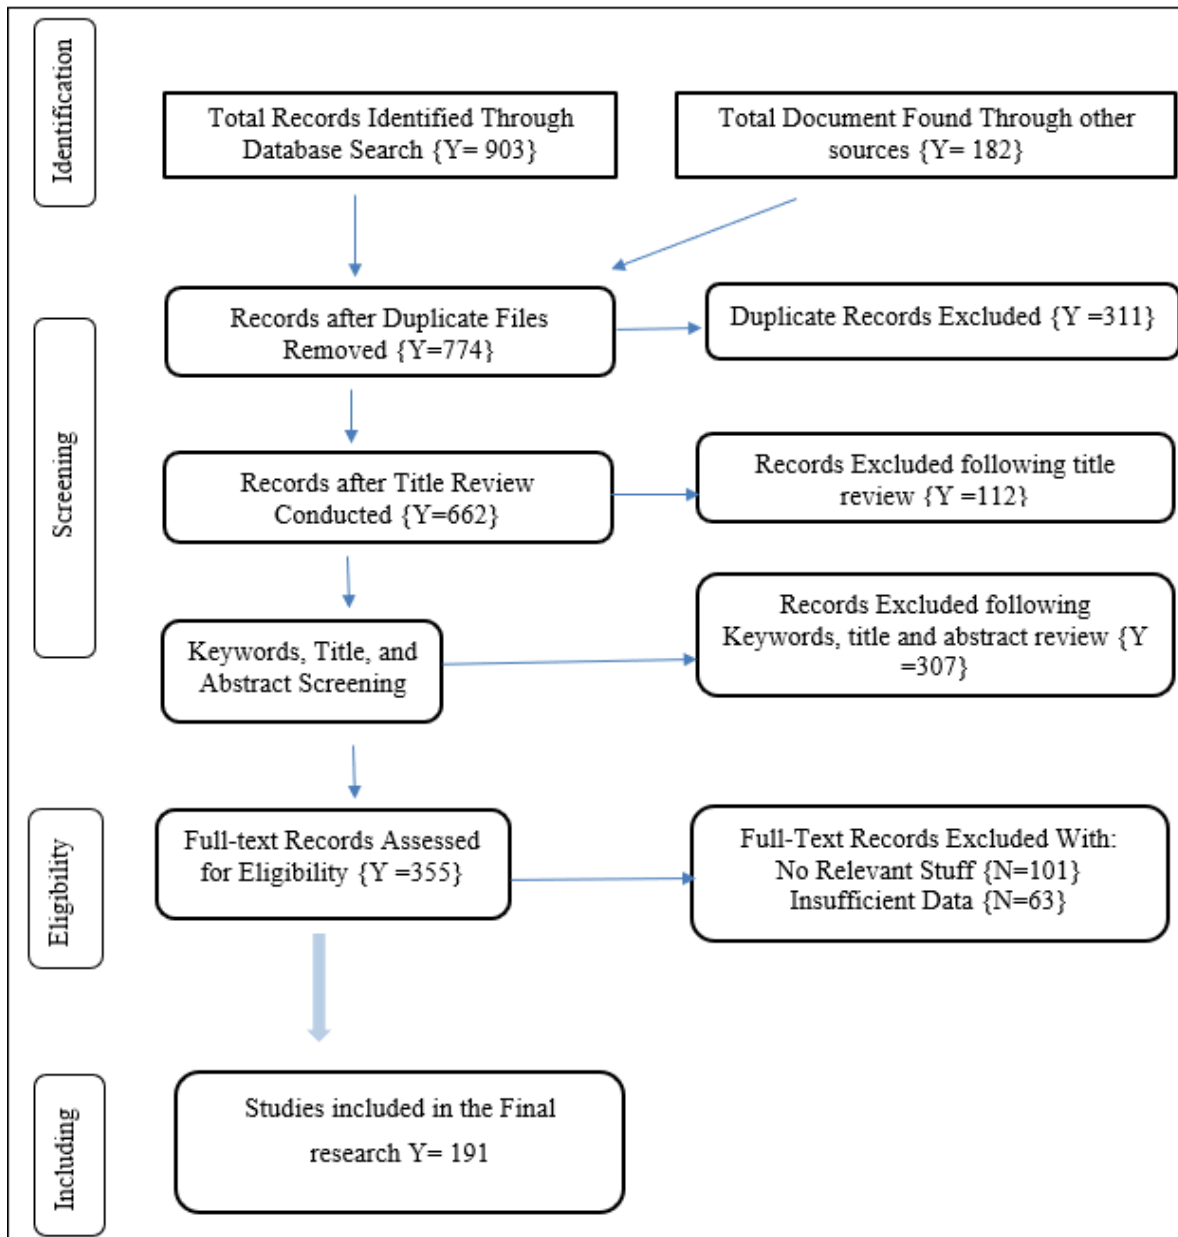 Identification
Total Records Identified Through
Database Search {Y= 903}
Total Document Found Through other
sources {Y= 182}
Screening
Records after Duplicate Files
Removed {Y=774}
Duplicate Records Excluded {Y =311}
Records after Title Review
Conducted {Y=662}
Records Excluded following title
review {Y =112}
Keywords, Title, and
Abstract Screening
Records Excluded following
Keywords, title and abstract review {Y
=307}
Eligibility
Full-text Records Assessed
for Eligibility {Y =355}
Full-Text Records Excluded With:
No Relevant Stuff {N=101}
Insufficient Data {N=63}
Including
Studies included in the Final
research Y= 191